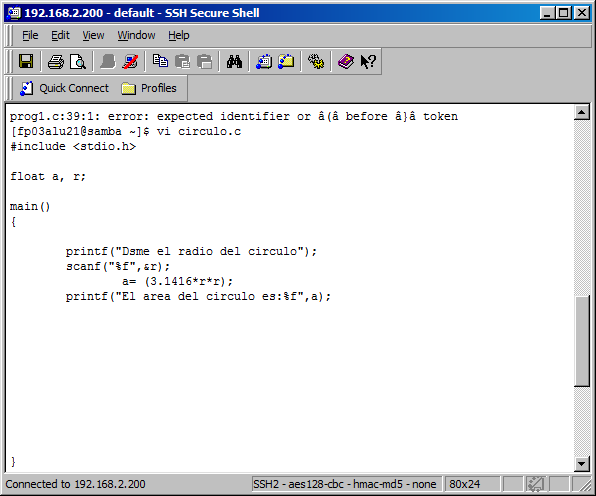 192.168.2.200 - default - SSH Secure Shell
File Edit View Window Help
Quick Connect Profiles
prog1.c:39:1: error: expected identifier or â(â before â}â token
[fp03alu21@samba ~]$ vi circulo.c
#include <stdio.h>
float a, r;
main()
{
printf("Dsme el radio del circulo");
scanf("%f",&r);
a= (3.1416*r*r);
printf("El area del circulo es:%f",a);
}
Connected to 192.168.2.200 SSH2 - aes128-cbc - hmac-md5 - none 80x24